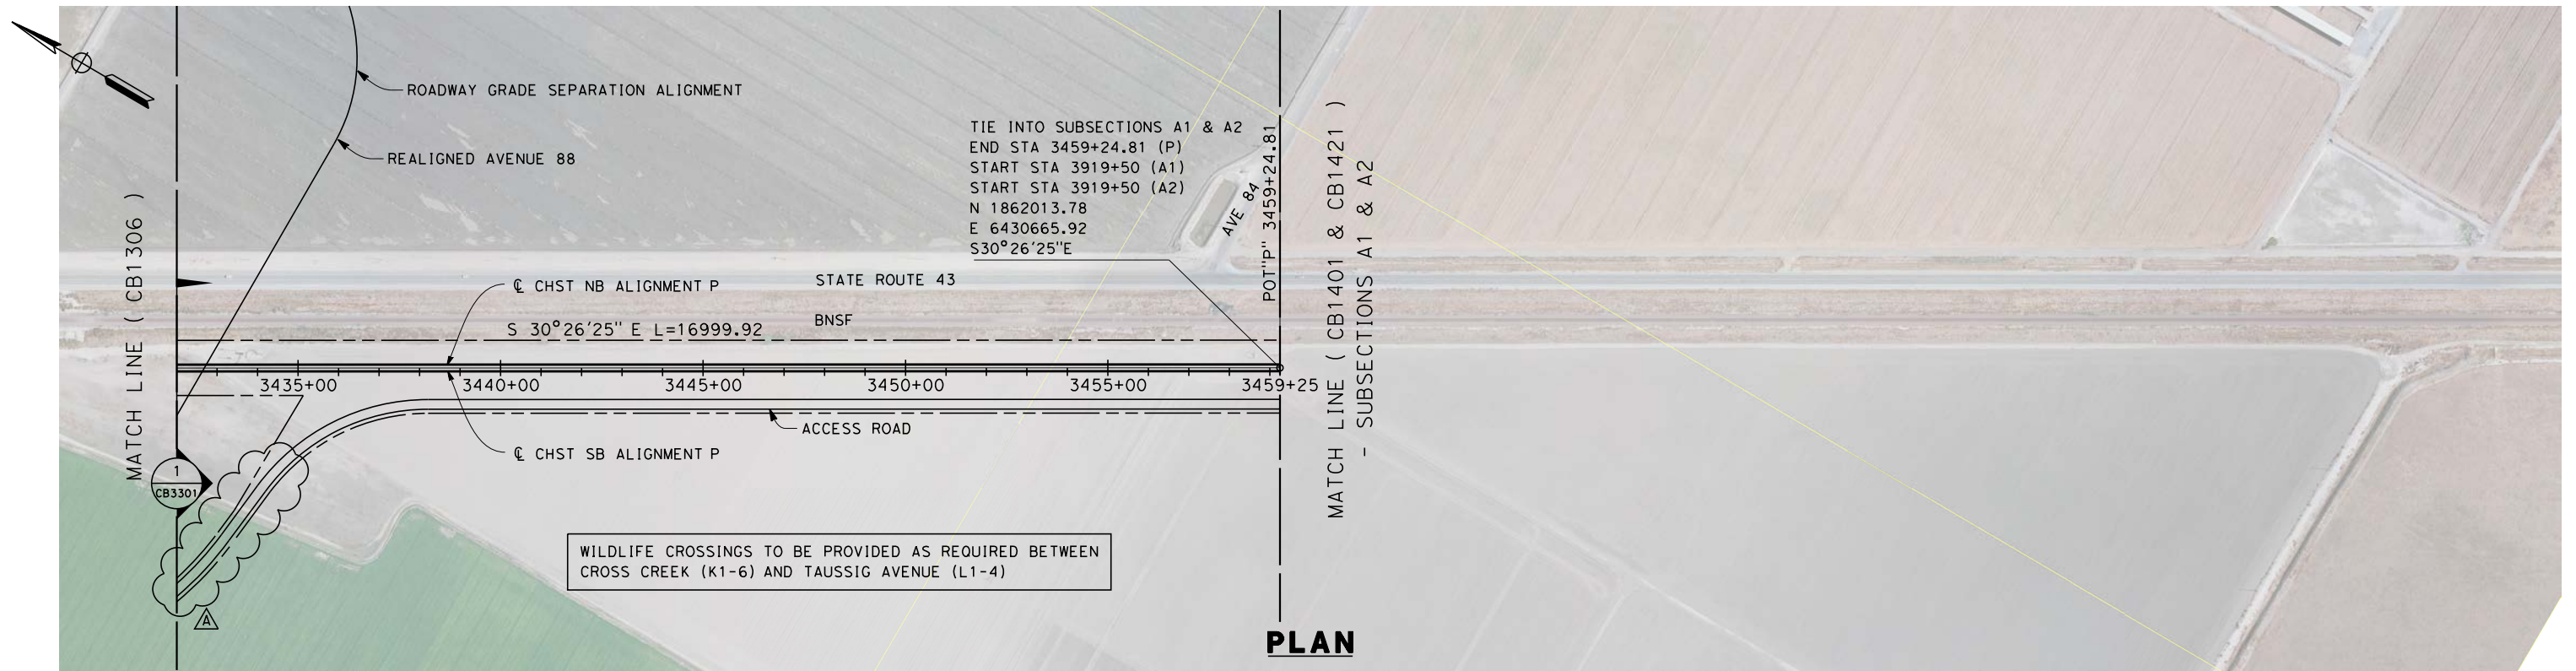 ROADWAY GRADE SEPARATION ALIGNMENT
REALIGNED AVENUE 88
MATCH LINE ( CB1306 )
TIE INTO SUBSECTIONS A1 & A2
END STA 3459+24.81 (P)
START STA 3919+50 (A1)
START STA 3919+50 (A2)
N 1862013.78
E 6430665.92
S30°26'25"E
AVE 84
POT"P" 3459+24.81
MATCH LINE ( CB1401 & CB1421 )
- SUBSECTIONS A1 & A2
℄ CHST NB ALIGNMENT P
STATE ROUTE 43
S 30°26'25" E L=16999.92
BNSF
3435+00
3440+00
3445+00
3450+00
3455+00
3459+25
ACCESS ROAD
℄ CHST SB ALIGNMENT P
1
CB3301
WILDLIFE CROSSINGS TO BE PROVIDED AS REQUIRED BETWEEN
CROSS CREEK (K1-6) AND TAUSSIG AVENUE (L1-4)
A
PLAN